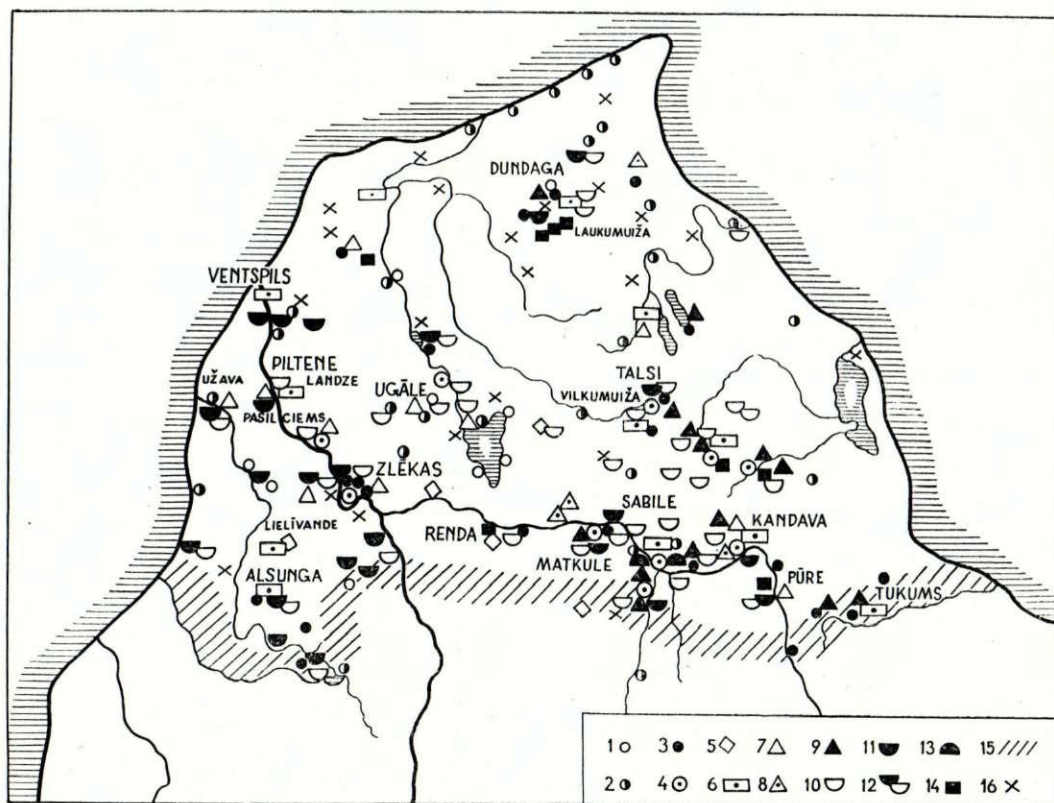 DUNDAGA
LAUKUMUIŽA
VENTSPILS
PILTENE
LANDZE
UŽAVA
UGĀLE
TALSI
VILKUMUIŽA
PASILCIEMS
ZLĒKAS
SABILE
LIELĪVANDE
RENDA
KANDAVA
MATKULE
ALSUNGA
PŪRE
TUKUMS
1 3 5 7 9 11 13 15
2 4 6 8 10 12 14 16